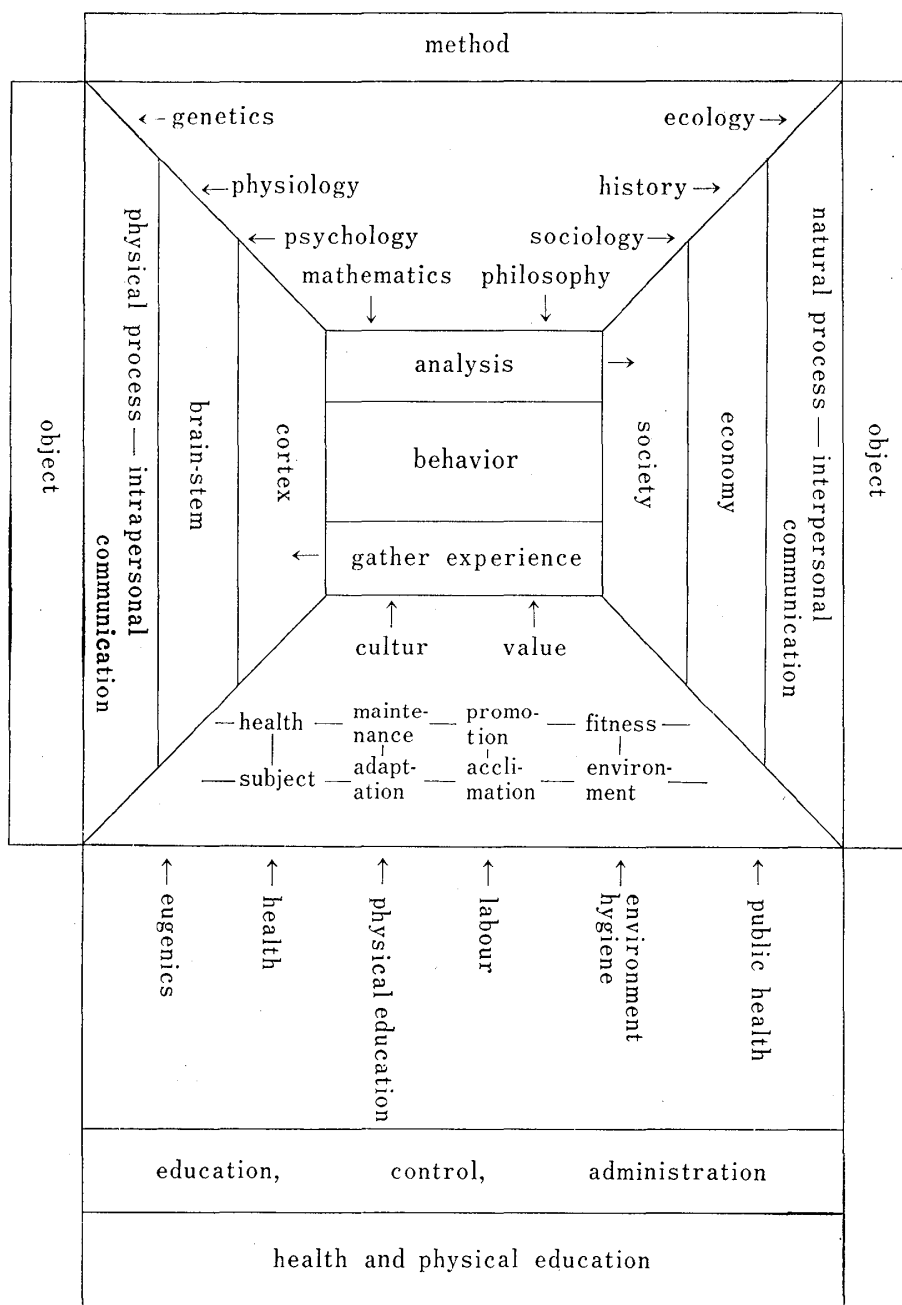 method
←genetics
ecology→
←physiology
history→
←psychology
sociology→
mathematics
philosophy
↓
↓
object
physical process — intrapersonal
communication
brain-stem
cortex
analysis
→
behavior
←
gather experience
society
economy
natural process — interpersonal
communication
object
↑
↑
cultur
value
— health — mainte-
nance — promo-
tion — fitness —
— subject — adapt-
ation — accli-
mation — environ-
ment —
←eugenics
←health
←physical education
←labour
←environment
hygiene
←public health
education, control, administration
health and physical education